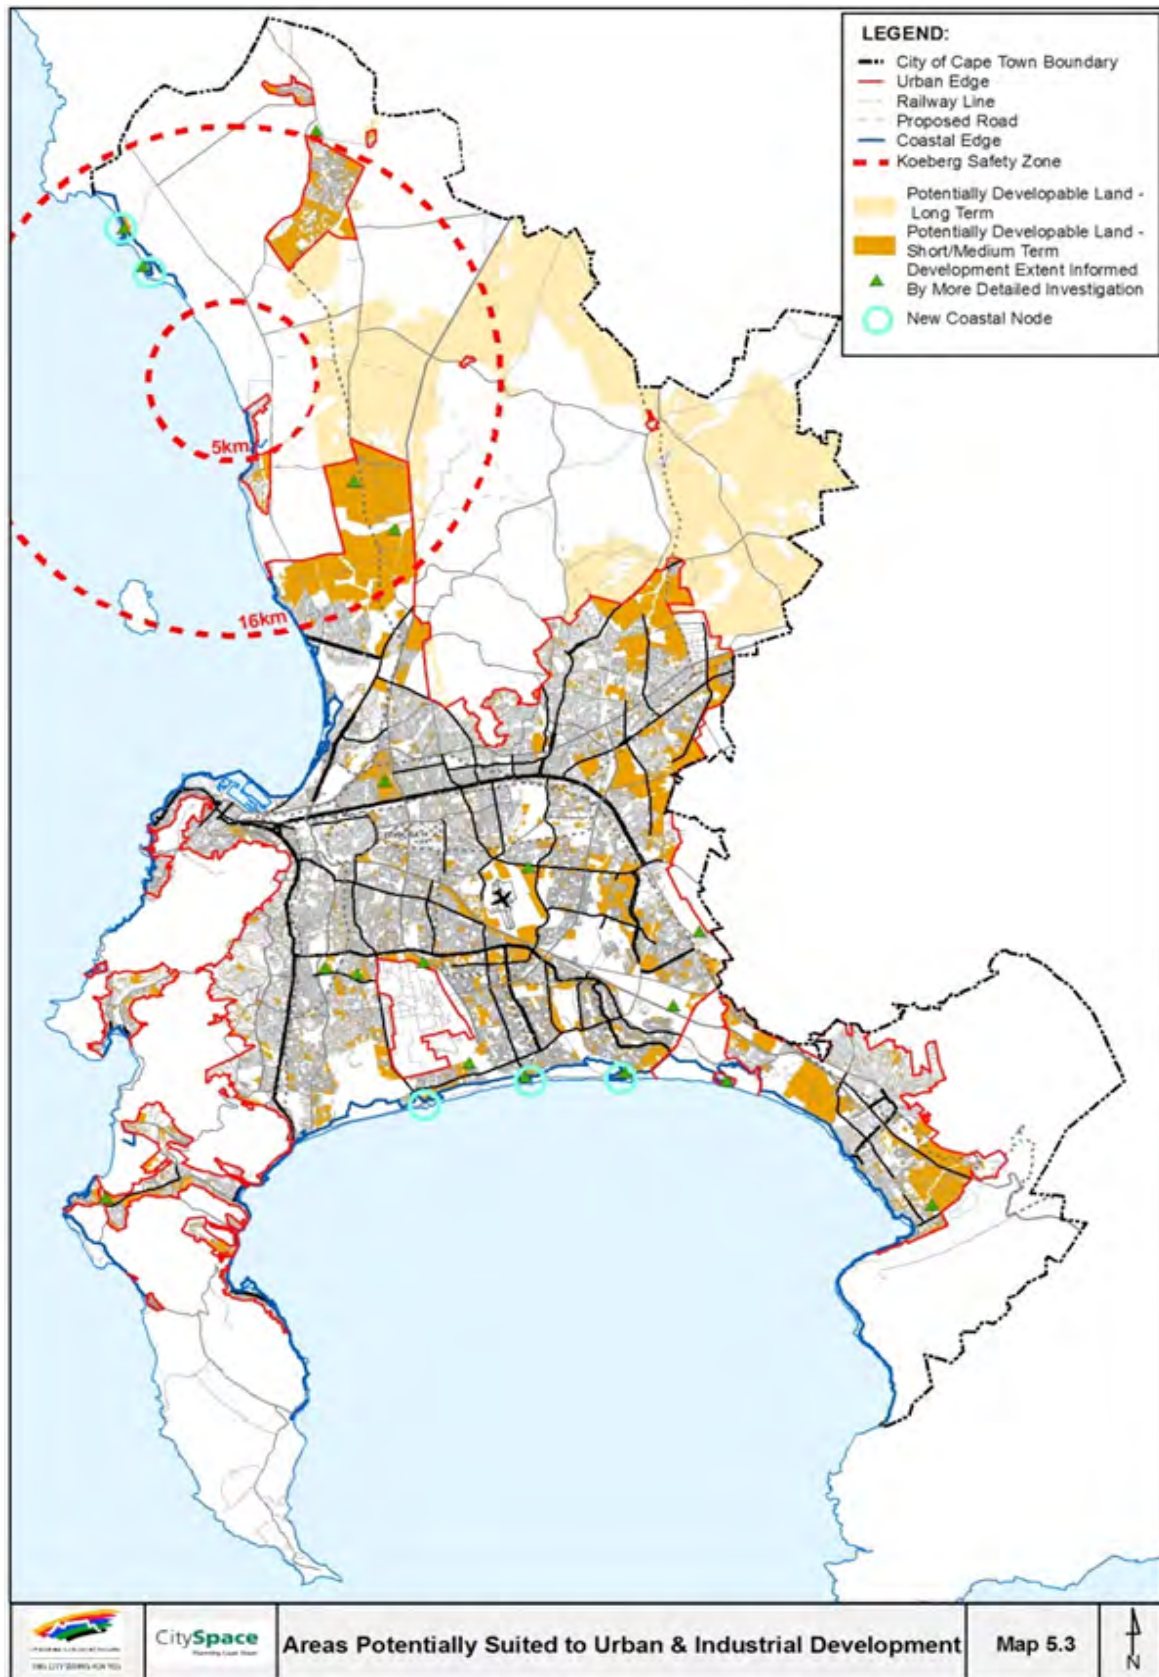 LEGEND:
City of Cape Town Boundary
Urban Edge
Railway Line
Proposed Road
Coastal Edge
Koeberg Safety Zone
Potentially Developable Land -
Long Term
Potentially Developable Land -
Short/Medium Term
Development Extent Informed
By More Detailed Investigation
New Coastal Node
5km
16km
CitySpace
Areas Potentially Suited to Urban & Industrial Development
Map 5.3
N